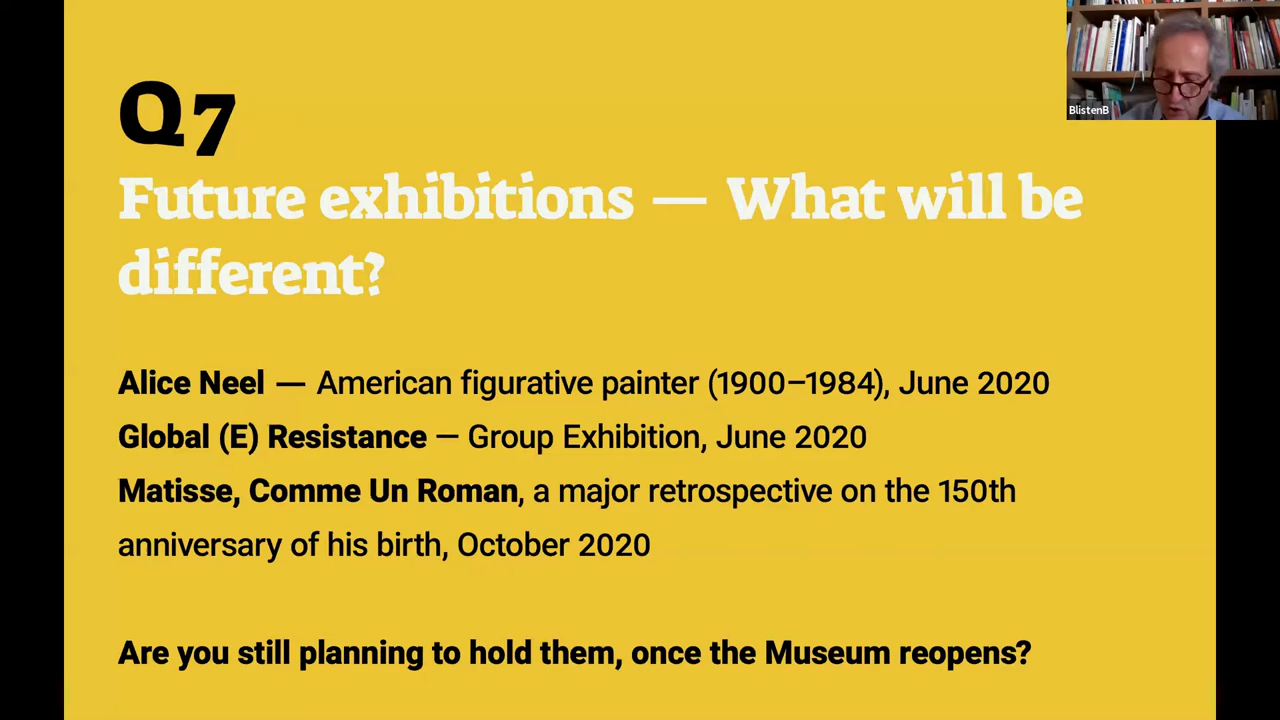 BlistenB
Q7
Future exhibitions — What will be
different?
Alice Neel — American figurative painter (1900–1984), June 2020
Global (E) Resistance — Group Exhibition, June 2020
Matisse, Comme Un Roman, a major retrospective on the 150th
anniversary of his birth, October 2020
Are you still planning to hold them, once the Museum reopens?